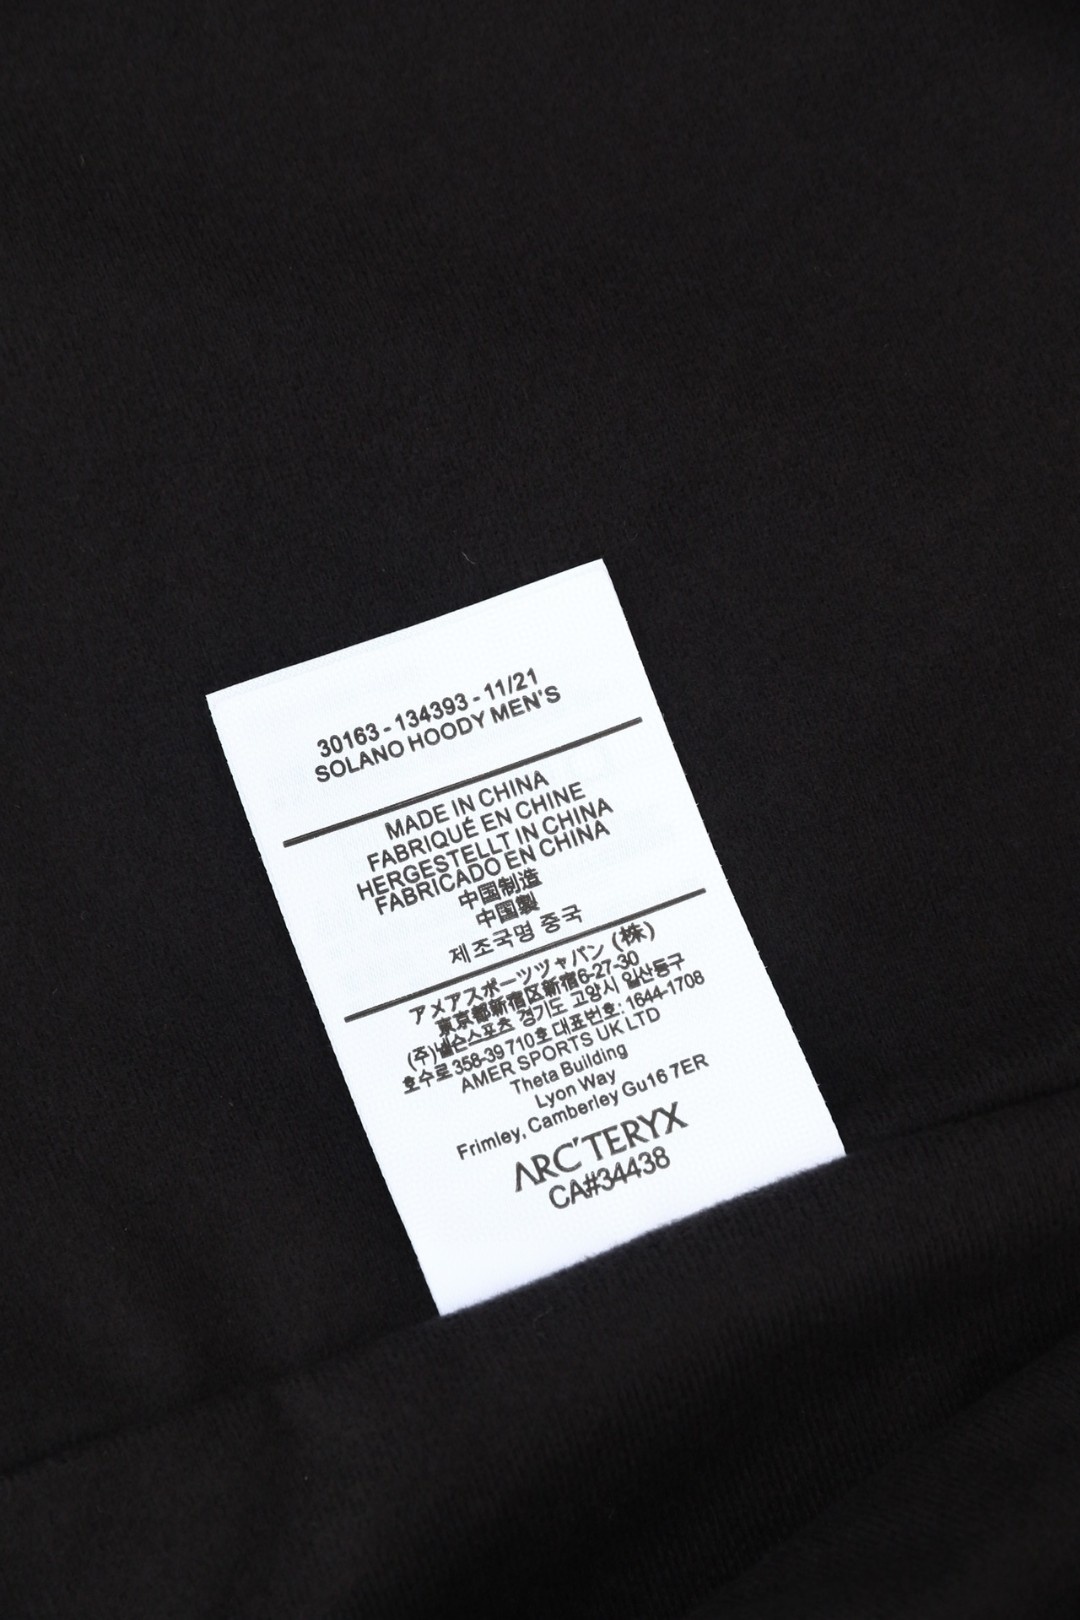 30163 - 134393 - 11/21
SOLANO HOODY MEN'S
MADE IN CHINA
FABRIQUÉ EN CHINE
HERGESTELLT IN CHINA
FABRICADO EN CHINA
中国制造
中国製
제조국명 중국
アメアスポーツツャパン (株)
東京都新宿区新宿6-27-30
(주)넬슨스포츠 경기도 고양시 일산동구
호수로 358-39 710호 대표번호: 1644-1708
AMER SPORTS UK LTD
Theta Building
Lyon Way
Frimley, Camberley Gu16 7ER
ARC'TERYX
CA#34438